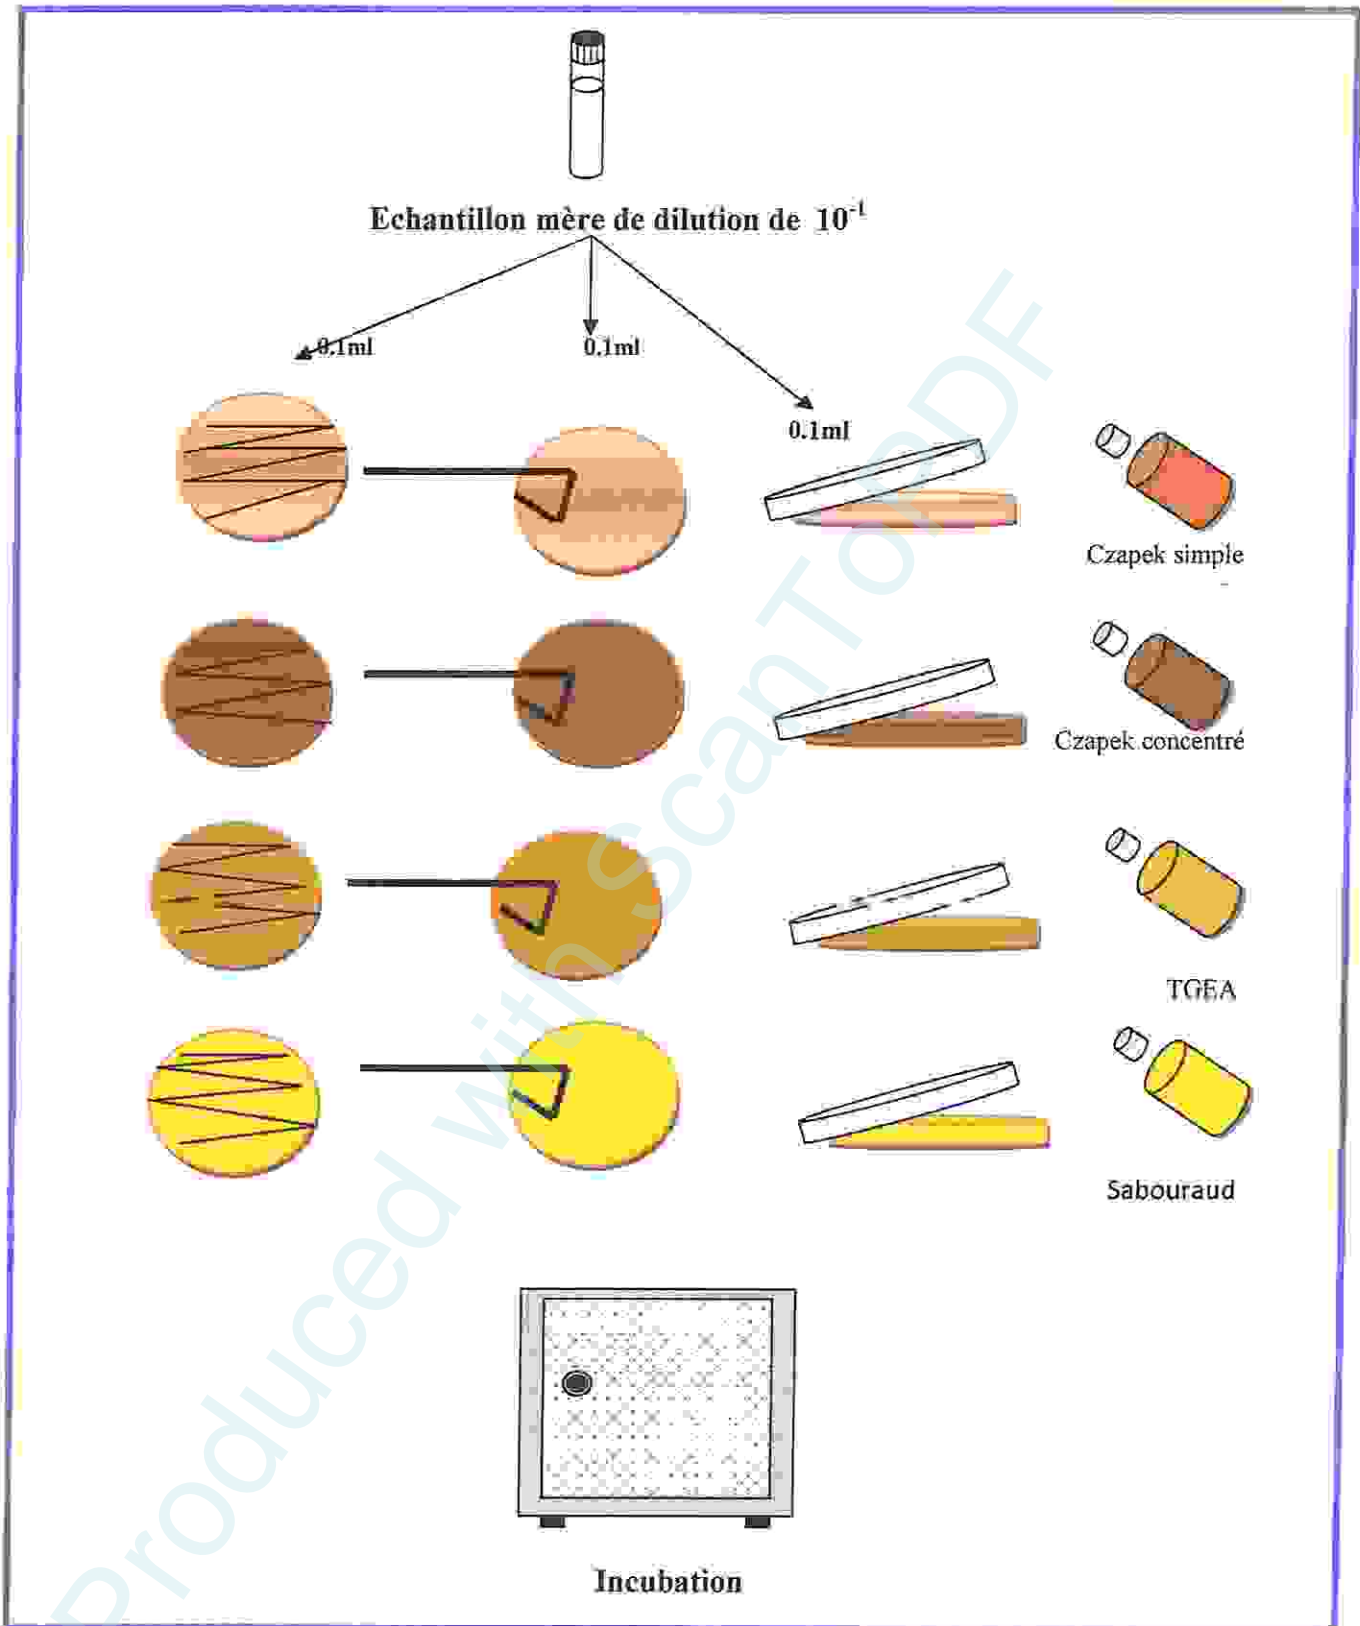 Echantillon mère de dilution de 10⁻¹
0.1ml
0.1ml
0.1ml
Czapek simple
Czapek concentré
TGEA
Sabouraud
Incubation
Produced with ScanToPDF